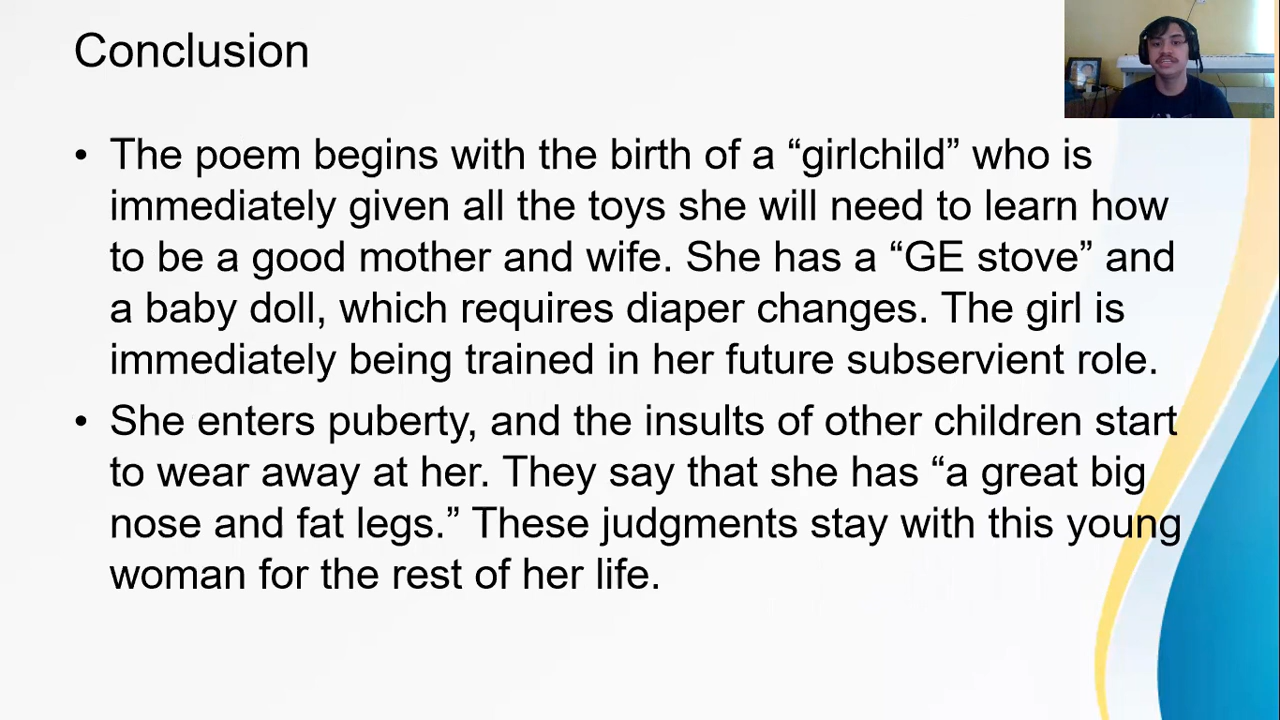 Conclusion
• The poem begins with the birth of a “girlchild” who is
immediately given all the toys she will need to learn how
to be a good mother and wife. She has a “GE stove” and
a baby doll, which requires diaper changes. The girl is
immediately being trained in her future subservient role.
• She enters puberty, and the insults of other children start
to wear away at her. They say that she has “a great big
nose and fat legs.” These judgments stay with this young
woman for the rest of her life.